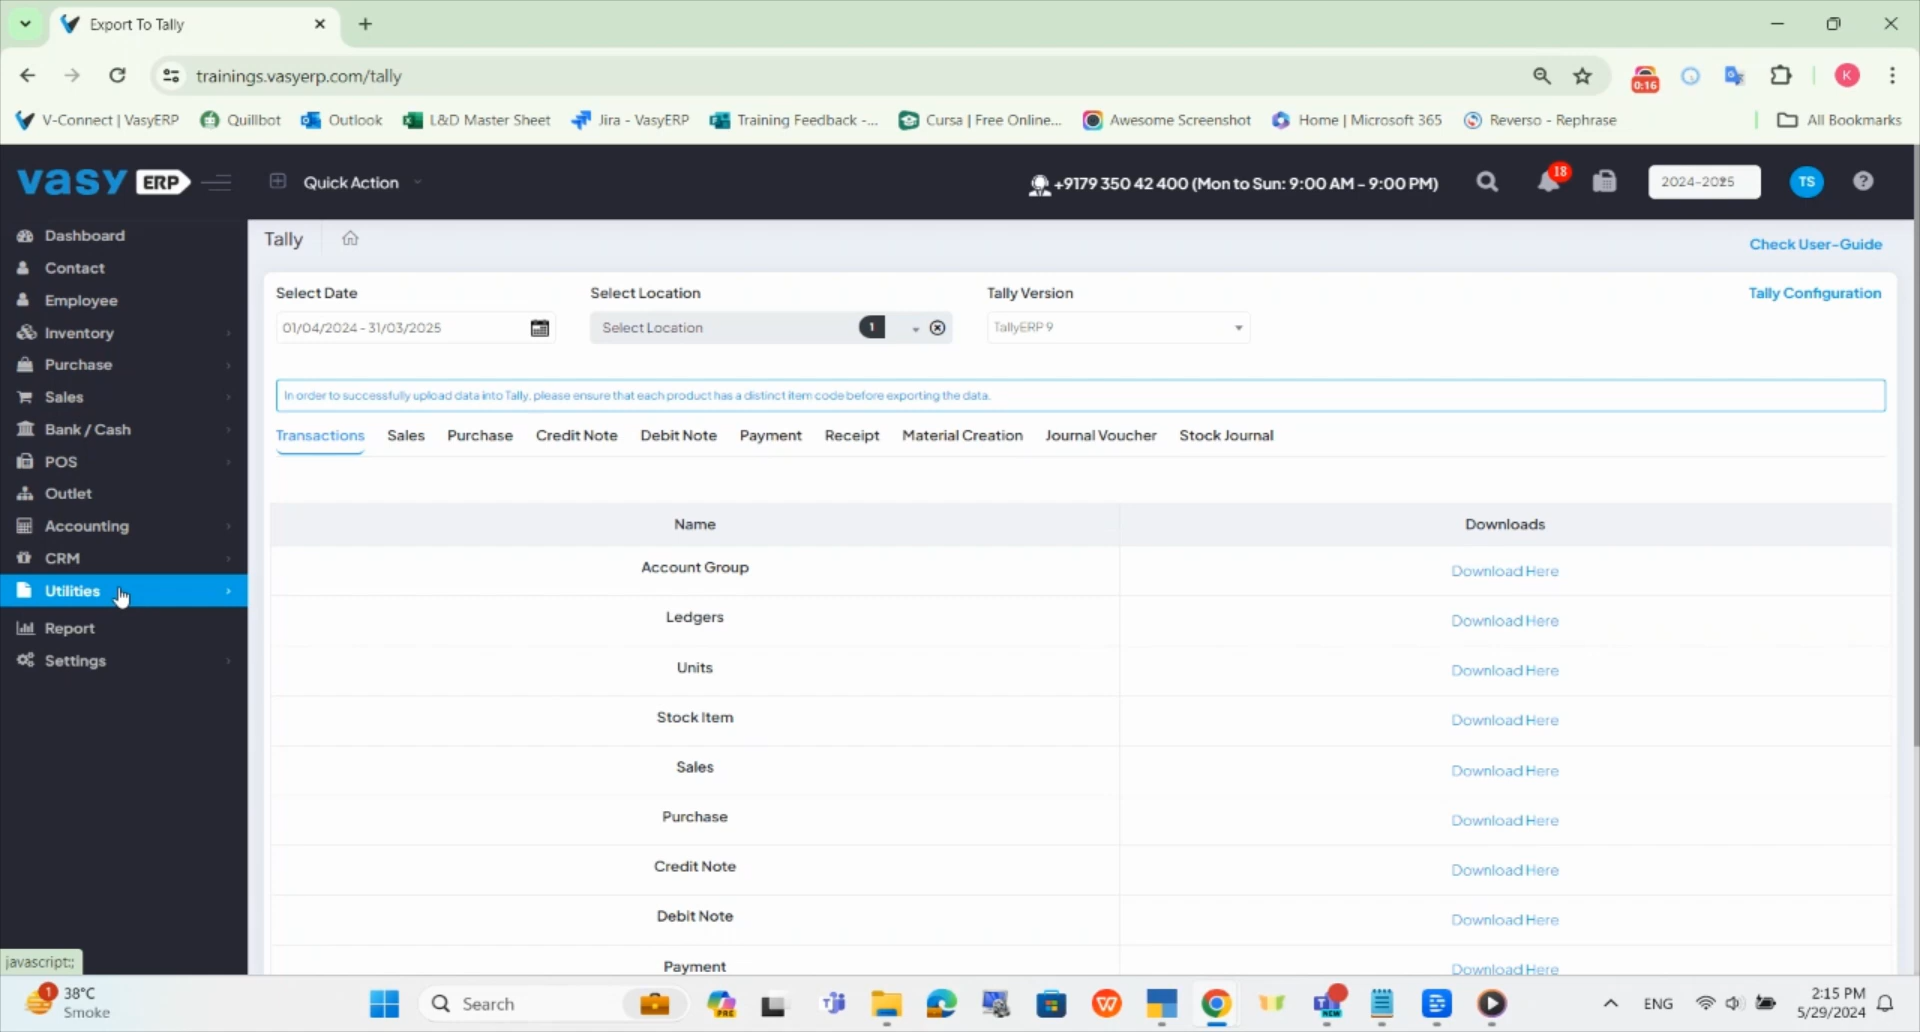 Export To Tally
trainings.vasyerp.com/tally
0:16
K
V-Connect | VasyERP
Quillbot
Outlook
L&D Master Sheet
Jira - VasyERP
Training Feedback -...
Cursa | Free Online...
Awesome Screenshot
Home | Microsoft 365
Reverso - Rephrase
All Bookmarks
vasy ERP
Quick Action
+9179 350 42 400 (Mon to Sun: 9:00 AM - 9:00 PM)
18
2024-2025
TS
Dashboard
Contact
Employee
Inventory
Purchase
Sales
Bank / Cash
POS
Outlet
Accounting
CRM
Utilities
Report
Settings
Tally
Check User-Guide
Select Date
Select Location
Tally Version
Tally Configuration
01/04/2024 - 31/03/2025
Select Location
1
TallyERP 9
In order to successfully upload data into Tally, please ensure that each product has a distinct item code before exporting the data.
Transactions Sales Purchase Credit Note Debit Note Payment Receipt Material Creation Journal Voucher Stock Journal
Name Downloads
Account Group Download Here
Ledgers Download Here
Units Download Here
Stock Item Download Here
Sales Download Here
Purchase Download Here
Credit Note Download Here
Debit Note Download Here
Payment Download Here
javascript:;
1
38°C
Smoke
Search
PRE
NEW
ENG
2:15 PM
5/29/2024